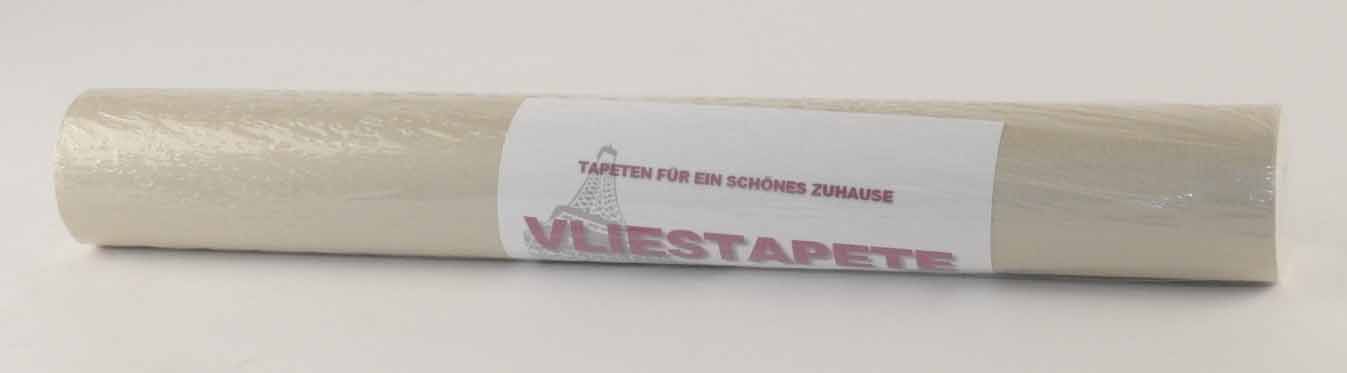 TAPETEN FÜR EIN SCHÖNES ZUHAUSE
VLIESTAPETE